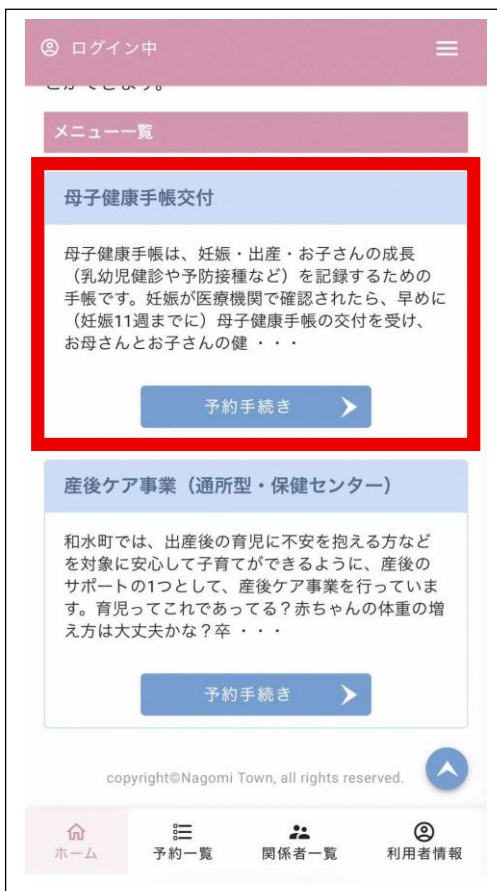 ログイン中
メニュー一覧
母子健康手帳交付
母子健康手帳は、妊娠・出産・お子さんの成長
（乳幼児健診や予防接種など）を記録するための
手帳です。妊娠が医療機関で確認されたら、早めに
（妊娠11週までに）母子健康手帳の交付を受け、
お母さんとお子さんの健 ・・・
予約手続き
産後ケア事業（通所型・保健センター）
和水町では、出産後の育児に不安を抱える方など
を対象に安心して子育てができるように、産後の
サポートの1つとして、産後ケア事業を行っていま
す。育児ってこれであってる？赤ちゃんの体重の増
え方は大丈夫かな？卒 ・・・
予約手続き
copyright©Nagomi Town, all rights reserved.
ホーム 予約一覧 関係者一覧 利用者情報